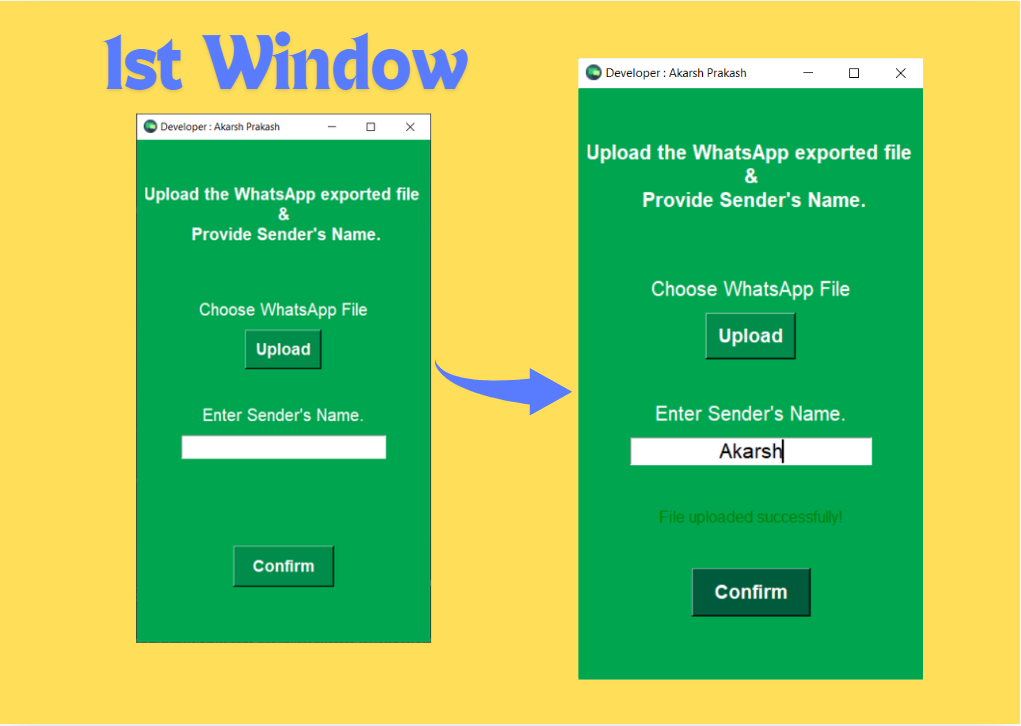 1st Window
Developer : Akarsh Prakash
Upload the WhatsApp exported file
&
Provide Sender's Name.
Choose WhatsApp File
Upload
Enter Sender's Name.
Confirm
Developer : Akarsh Prakash
Upload the WhatsApp exported file
&
Provide Sender's Name.
Choose WhatsApp File
Upload
Enter Sender's Name.
Akarsh
File uploaded successfully!
Confirm